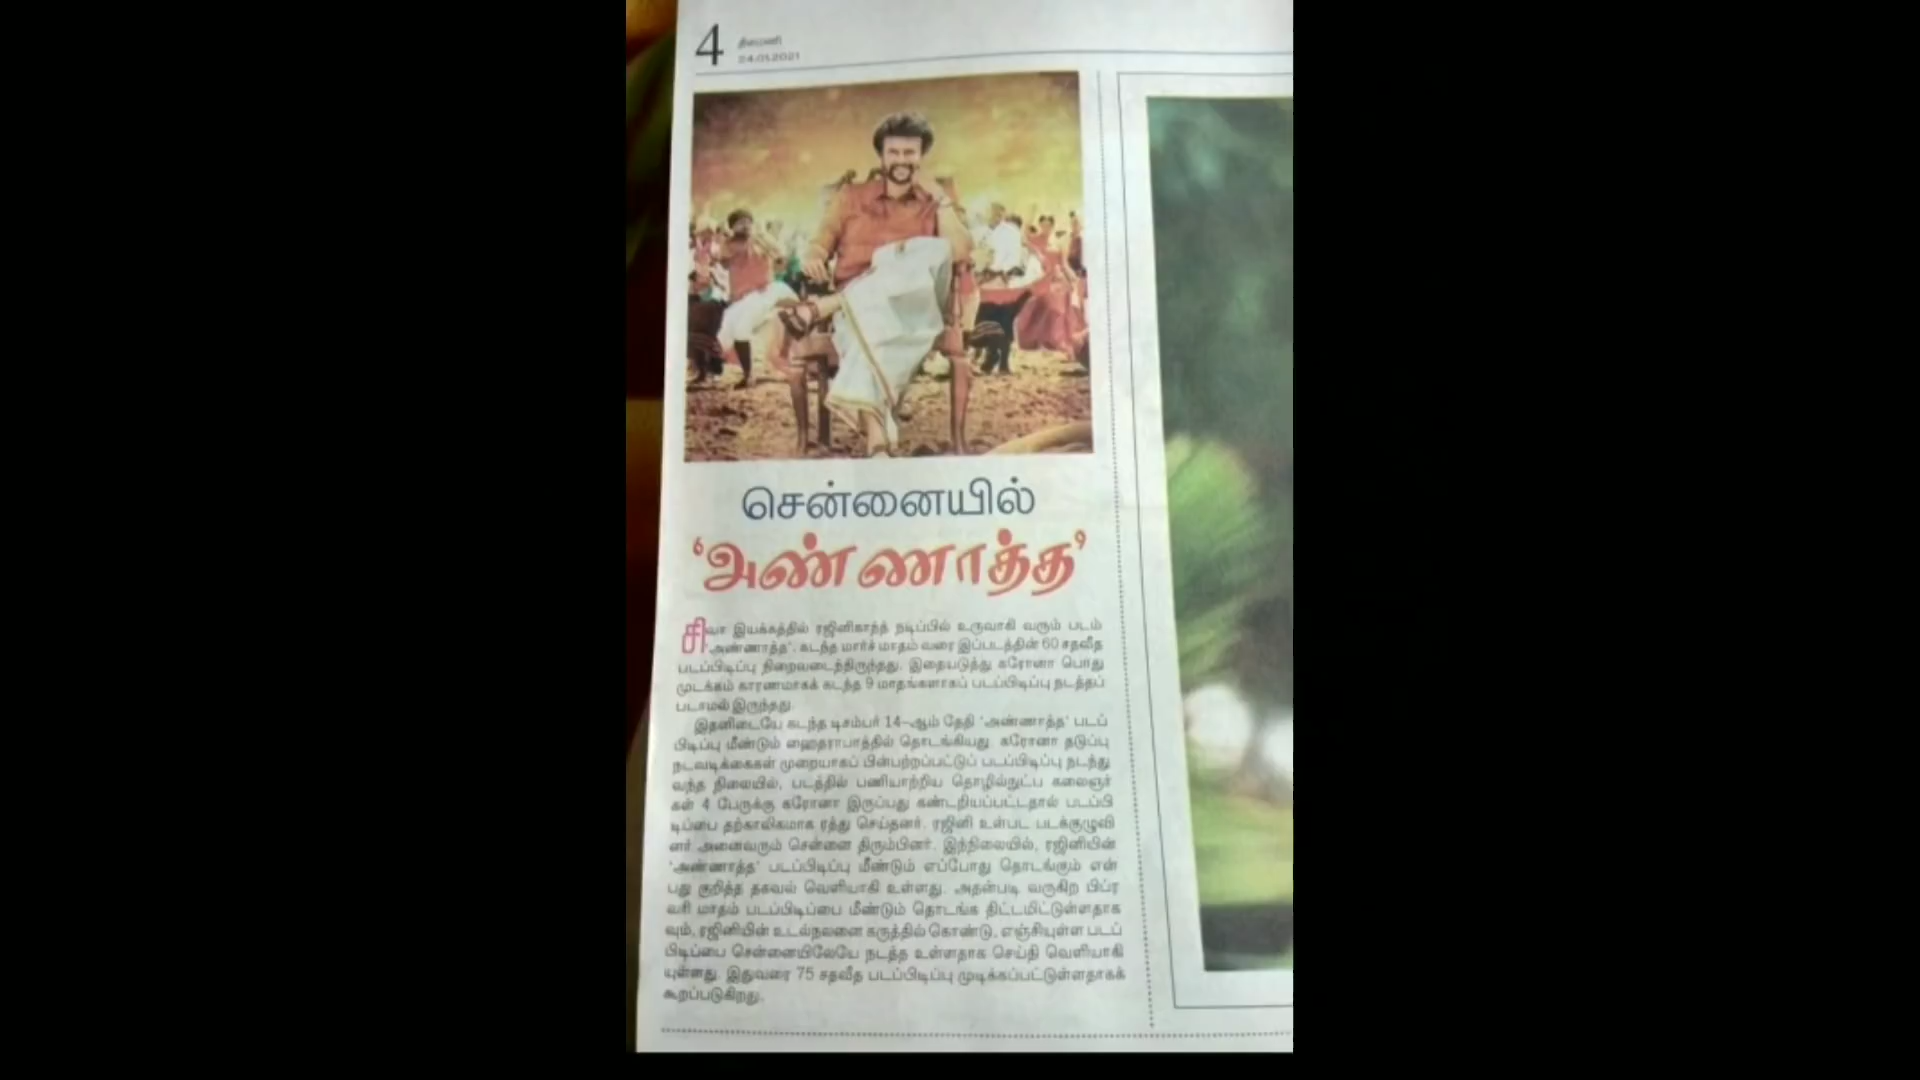 4
தினமணி
24.01.2021
சென்னையில்
‘அண்ணாத்த’
சிவா இயக்கத்தில் ரஜினிகாந்த் நடிப்பில் உருவாகி வரும் படம்
‘அண்ணாத்த’. கடந்த மார்ச் மாதம் வரை இப்படத்தின் 60 சதவீத
படப்பிடிப்பு நிறைவடைந்திருந்தது. இதையடுத்து கரோனா பொது
முடக்கம் காரணமாகக் கடந்த 9 மாதங்களாகப் படப்பிடிப்பு நடத்தப்
படாமல் இருந்தது.
இதனிடையே கடந்த டிசம்பர் 14-ஆம் தேதி ‘அண்ணாத்த’ படப்
பிடிப்பு மீண்டும் ஹைதராபாத்தில் தொடங்கியது. கரோனா தடுப்பு
நடவடிக்கைகள் முறையாகப் பின்பற்றப்பட்டுப் படப்பிடிப்பு நடந்து
வந்த நிலையில், படத்தில் பணியாற்றிய தொழில்நுட்ப கலைஞர்
கள் 4 பேருக்கு கரோனா இருப்பது கண்டறியப்பட்டதால் படப்பி
டிப்பை தற்காலிகமாக ரத்து செய்தனர். ரஜினி உள்பட படக்குழுவி
னர் அனைவரும் சென்னை திரும்பினர். இந்நிலையில், ரஜினியின்
‘அண்ணாத்த’ படப்பிடிப்பு மீண்டும் எப்போது தொடங்கும் என்
பது குறித்த தகவல் வெளியாகி உள்ளது. அதன்படி வருகிற பிப்ர
வரி மாதம் படப்பிடிப்பை மீண்டும் தொடங்க திட்டமிட்டுள்ளதாக
வும், ரஜினியின் உடல்நலனை கருத்தில் கொண்டு, எஞ்சியுள்ள படப்
பிடிப்பை சென்னையிலேயே நடத்த உள்ளதாக செய்தி வெளியாகி
யுள்ளது. இதுவரை 75 சதவீத படப்பிடிப்பு முடிக்கப்பட்டுள்ளதாகக்
கூறப்படுகிறது.